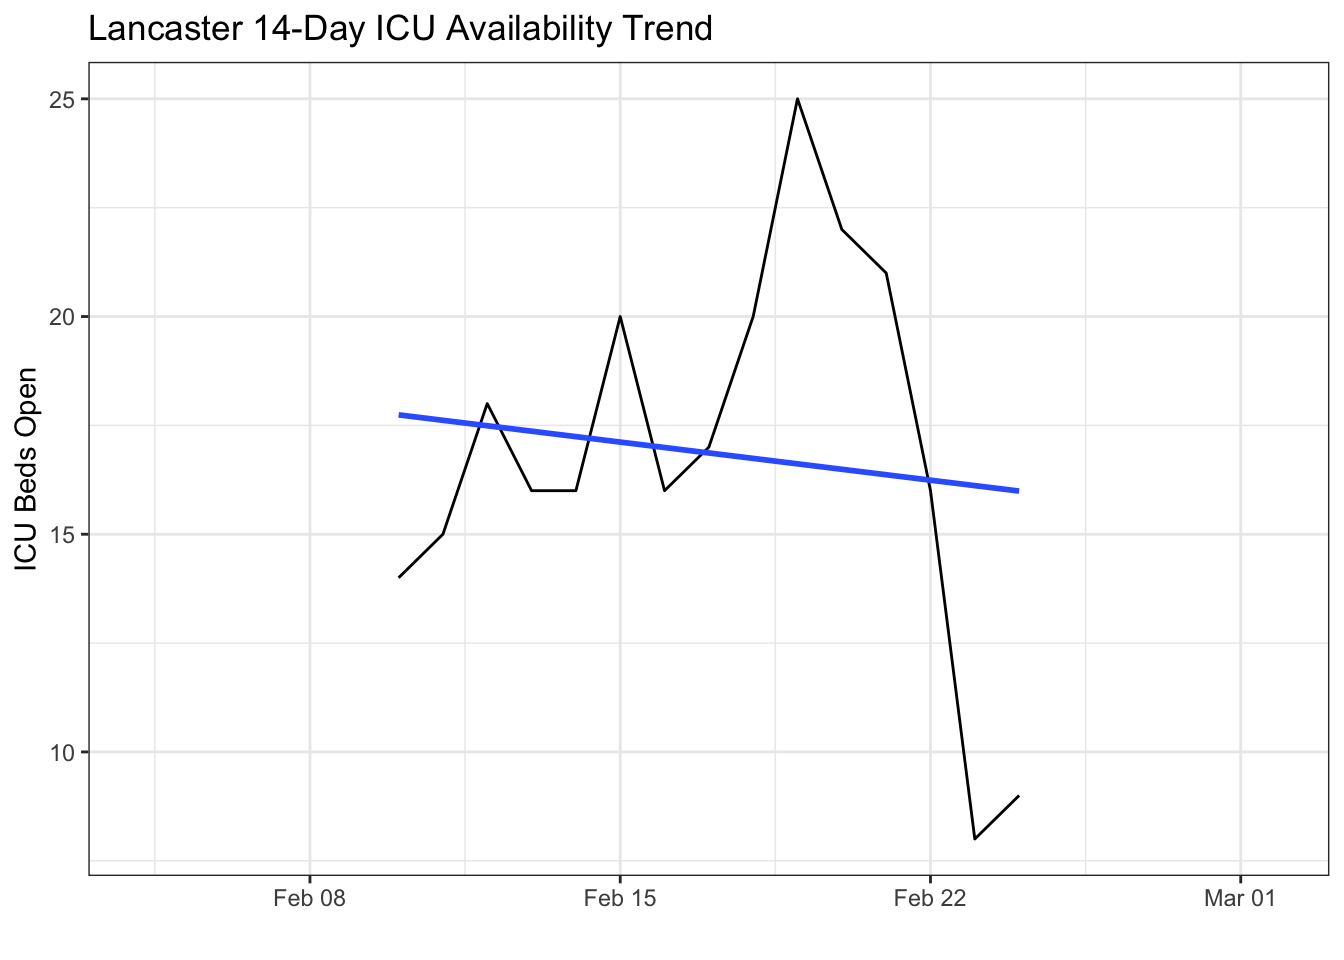 Lancaster 14-Day ICU Availability Trend
25
20
15
10
ICU Beds Open
Feb 08
Feb 15
Feb 22
Mar 01